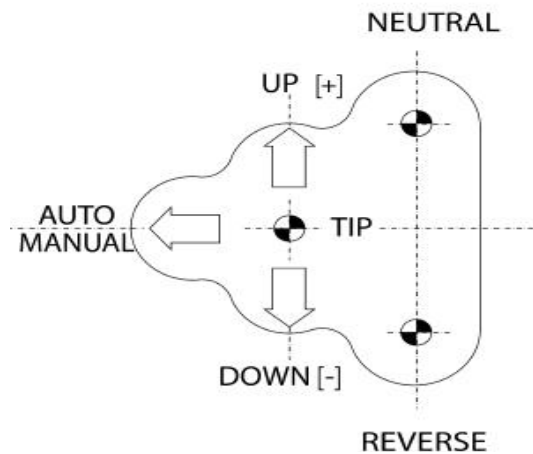 NEUTRAL
UP [+]
AUTO
MANUAL
TIP
DOWN [-]
REVERSE